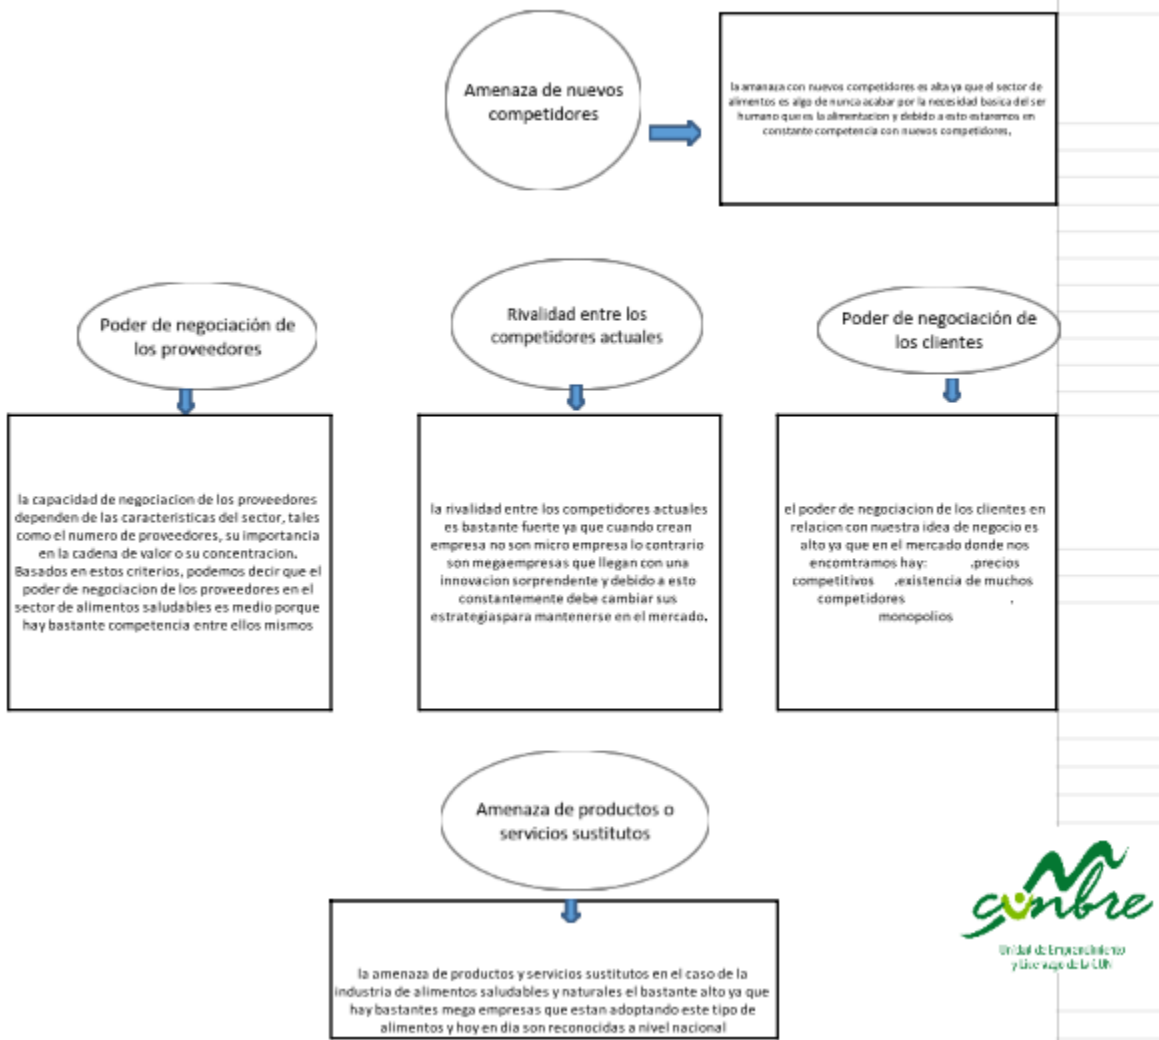 Amenaza de nuevos
competidores
la amanaza con nuevos competidores es alta ya que el sector de
alimentos es algo de nunca acabar por la necesidad basica del ser
humano que es la alimentacion y debido a esto estaremos en
constante competencia con nuevos competidores.
Poder de negociación de
los proveedores
Rivalidad entre los
competidores actuales
Poder de negociación de
los clientes
la capacidad de negociacion de los proveedores
dependen de las caracteristicas del sector, tales
como el numero de proveedores, su importancia
en la cadena de valor o su concentracion.
Basados en estos criterios, podemos decir que el
poder de negociacion de los proveedores en el
sector de alimentos saludables es medio porque
hay bastante competencia entre ellos mismos
la rivalidad entre los competidores actuales
es bastante fuerte ya que cuando crean
empresa no son micro empresa lo contrario
son megaempresas que llegan con una
innovacion sorprendente y debido a esto
constantemente debe cambiar sus
estrategiaspara mantenerse en el mercado.
el poder de negociacion de los clientes en
relacion con nuestra idea de negocio es
alto ya que en el mercado donde nos
encomtramos hay: .precios
competitivos .existencia de muchos
competidores .
monopolios
Amenaza de productos o
servicios sustitutos
la amenaza de productos y servicios sustitutos en el caso de la
industria de alimentos saludables y naturales el bastante alto ya que
hay bastantes mega empresas que estan adoptando este tipo de
alimentos y hoy en dia son reconocidas a nivel nacional
cumbre
Unidad de Emprendimiento
y Liderazgo de la CUN